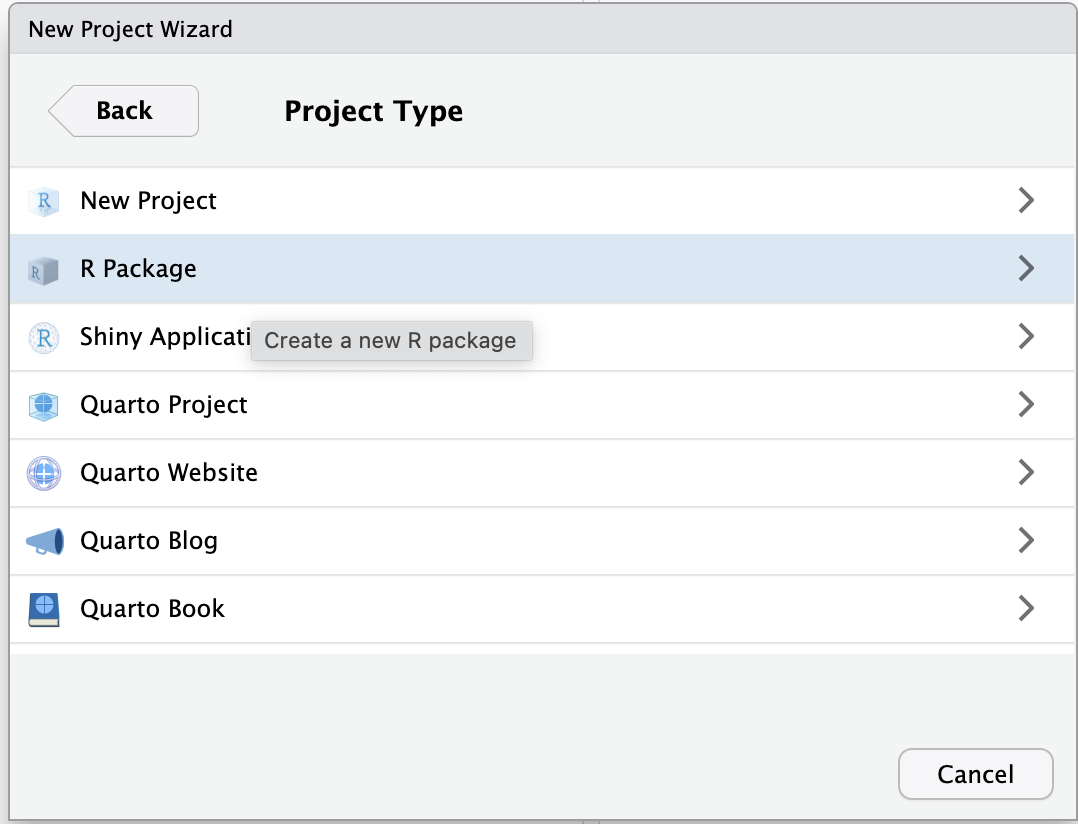 New Project Wizard
Back
Project Type
R New Project
R R Package
R Shiny Applicati
Create a new R package
Quarto Project
Quarto Website
Quarto Blog
Quarto Book
Cancel